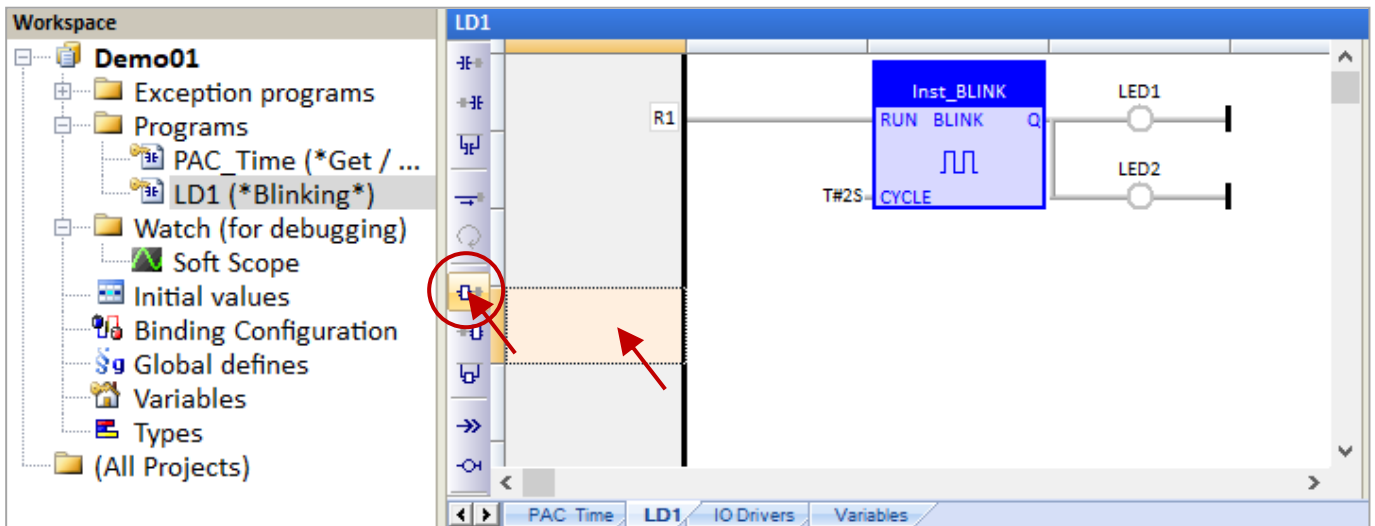 Workspace
Demo01
Exception programs
Programs
PAC_Time (*Get / ...
LD1 (*Blinking*)
Watch (for debugging)
Soft Scope
Initial values
Binding Configuration
§g Global defines
Variables
Types
(All Projects)
LD1
R1
Inst_BLINK
RUN BLINK Q
T#2S
CYCLE
LED1
LED2
PAC_Time LD1 IO Drivers Variables